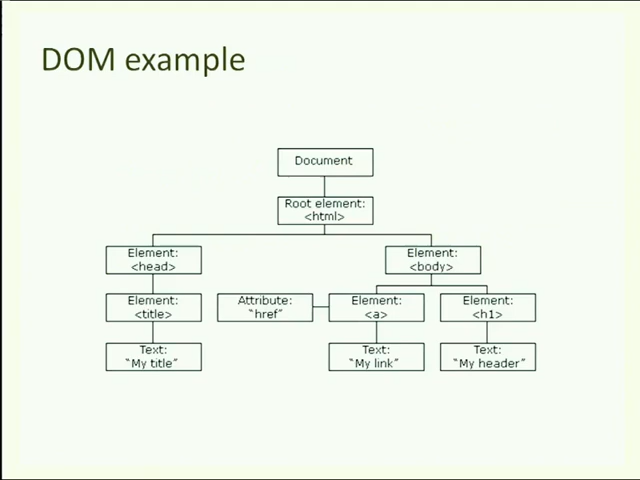 DOM example
Document
Root element:
<html>
Element:
<head>
Element:
<body>
Element:
<title>
Attribute:
“href”
Element:
<a>
Element:
<h1>
Text:
“My title”
Text:
“My link”
Text:
“My header”